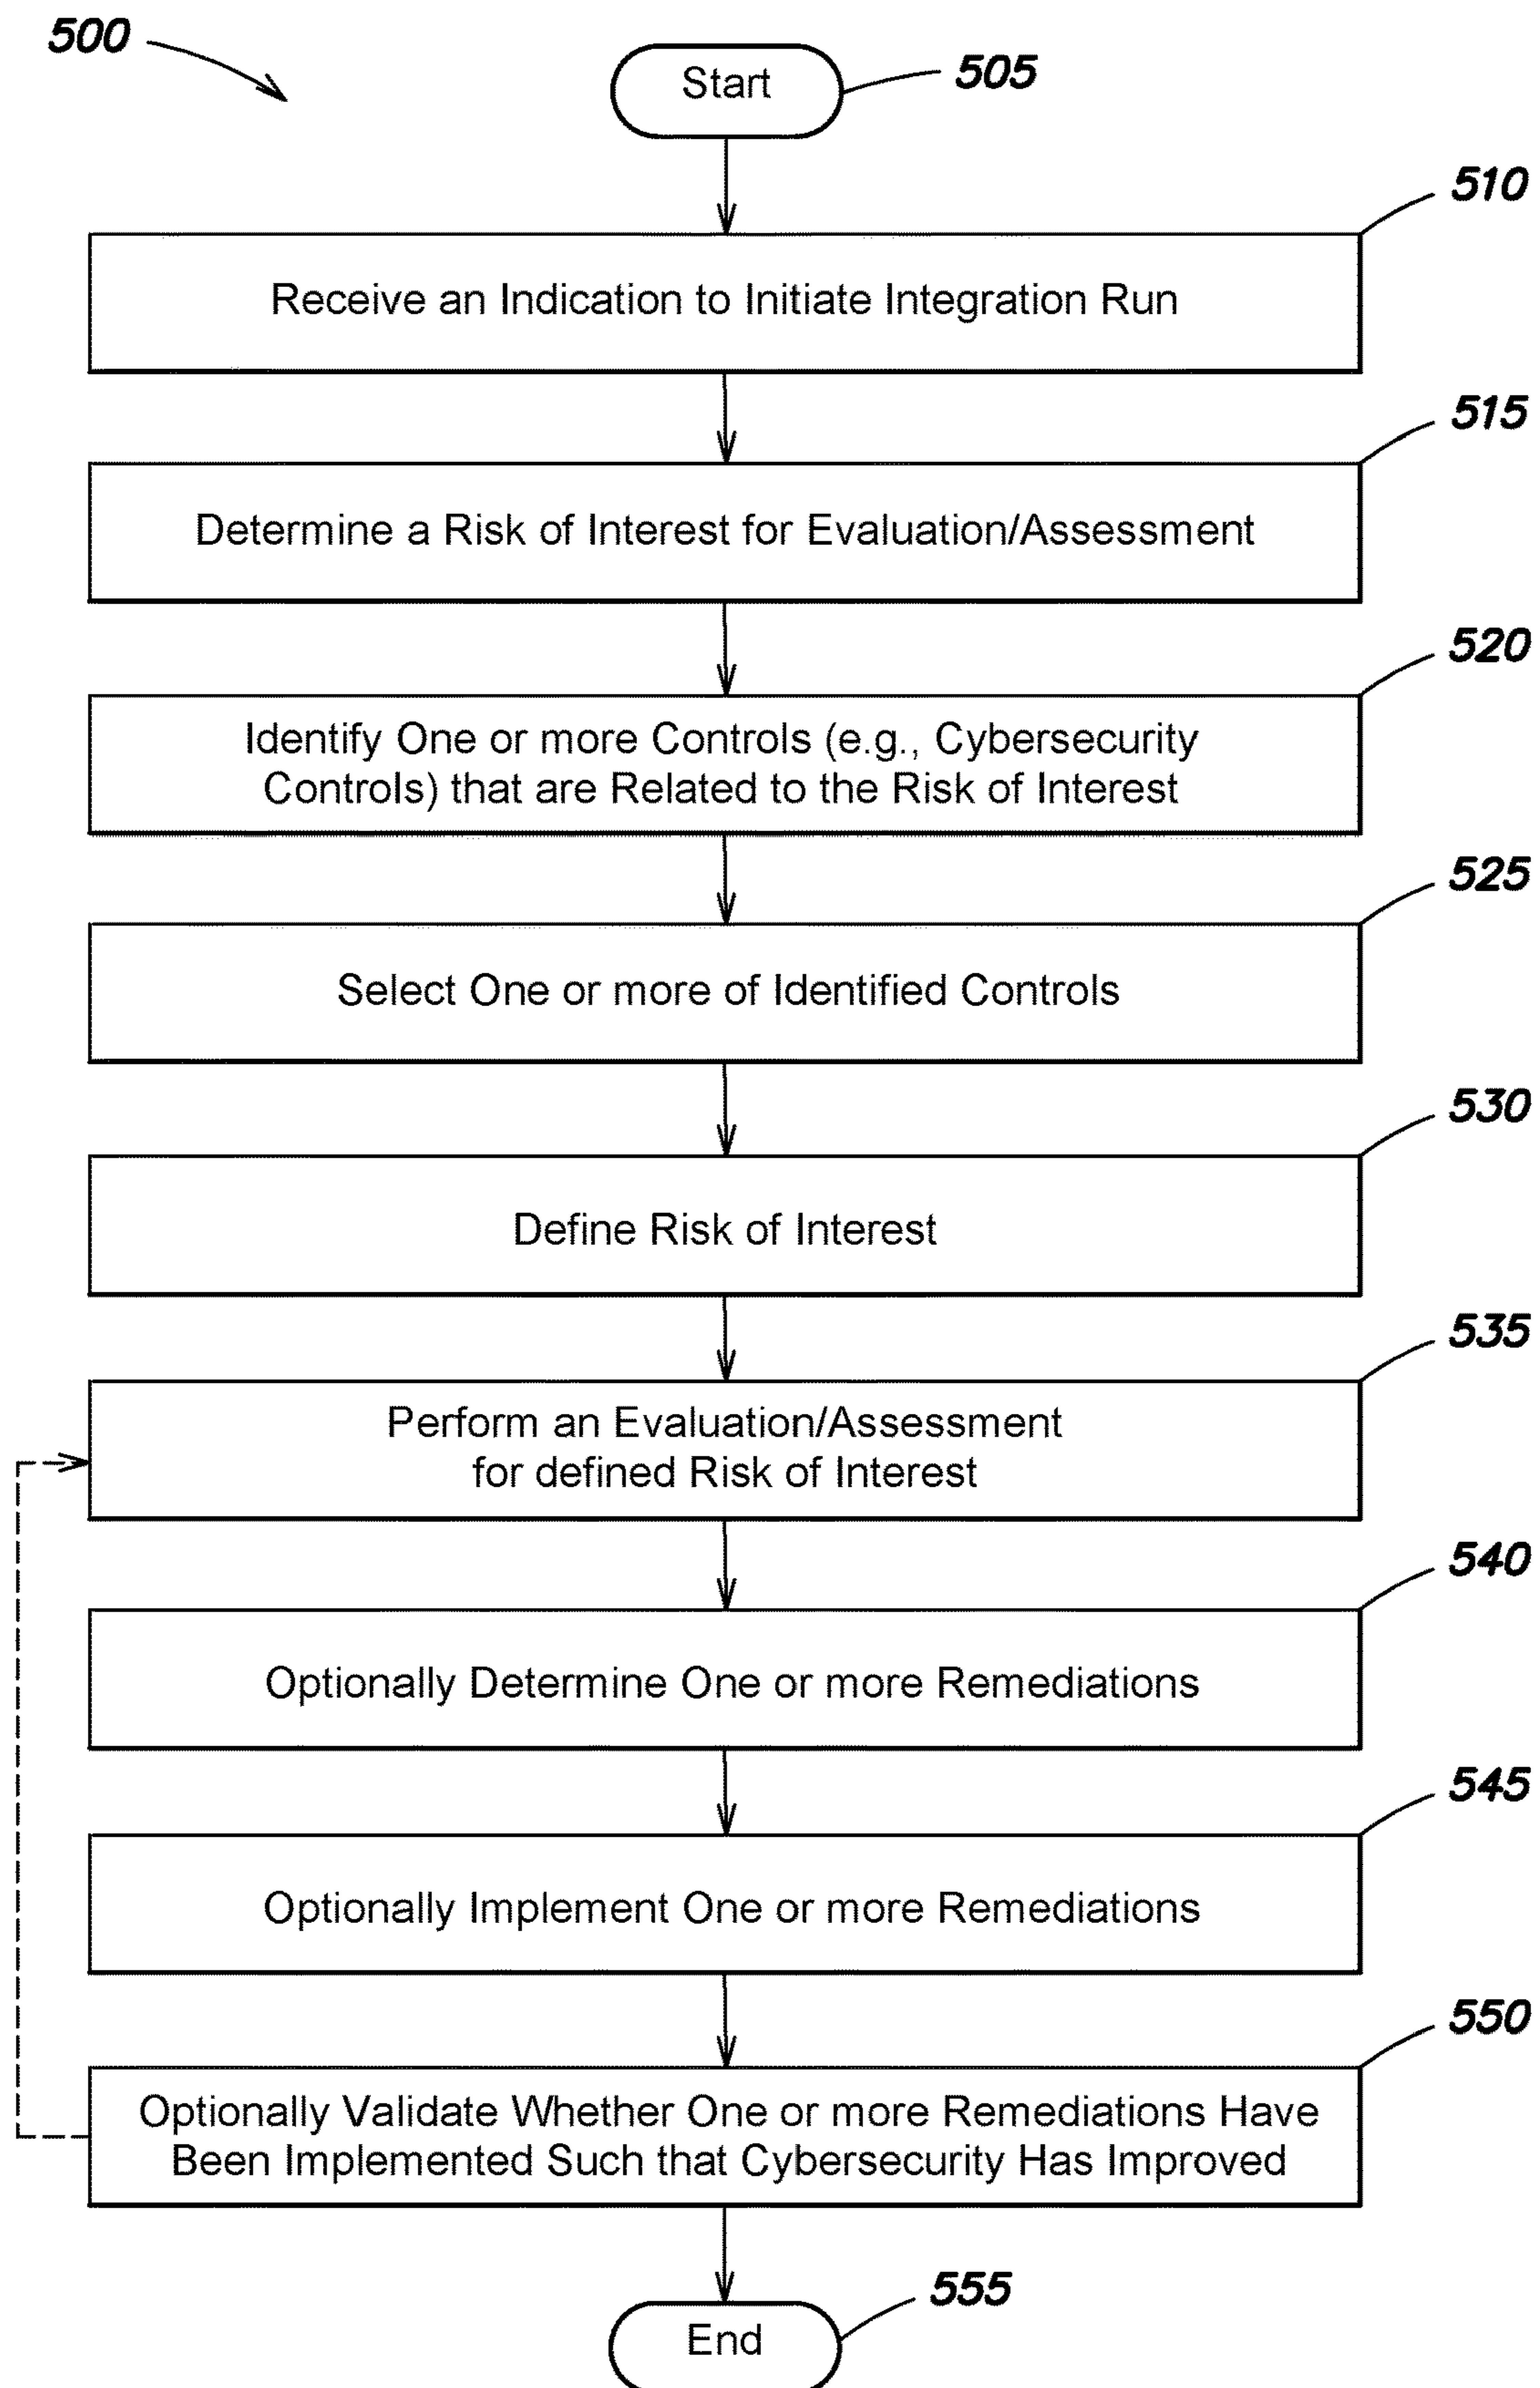 500
Start
505
510
Receive an Indication to Initiate Integration Run
515
Determine a Risk of Interest for Evaluation/Assessment
520
Identify One or more Controls (e.g., Cybersecurity
Controls) that are Related to the Risk of Interest
525
Select One or more of Identified Controls
530
Define Risk of Interest
535
Perform an Evaluation/Assessment
for defined Risk of Interest
540
Optionally Determine One or more Remediations
545
Optionally Implement One or more Remediations
550
Optionally Validate Whether One or more Remediations Have
Been Implemented Such that Cybersecurity Has Improved
555
End